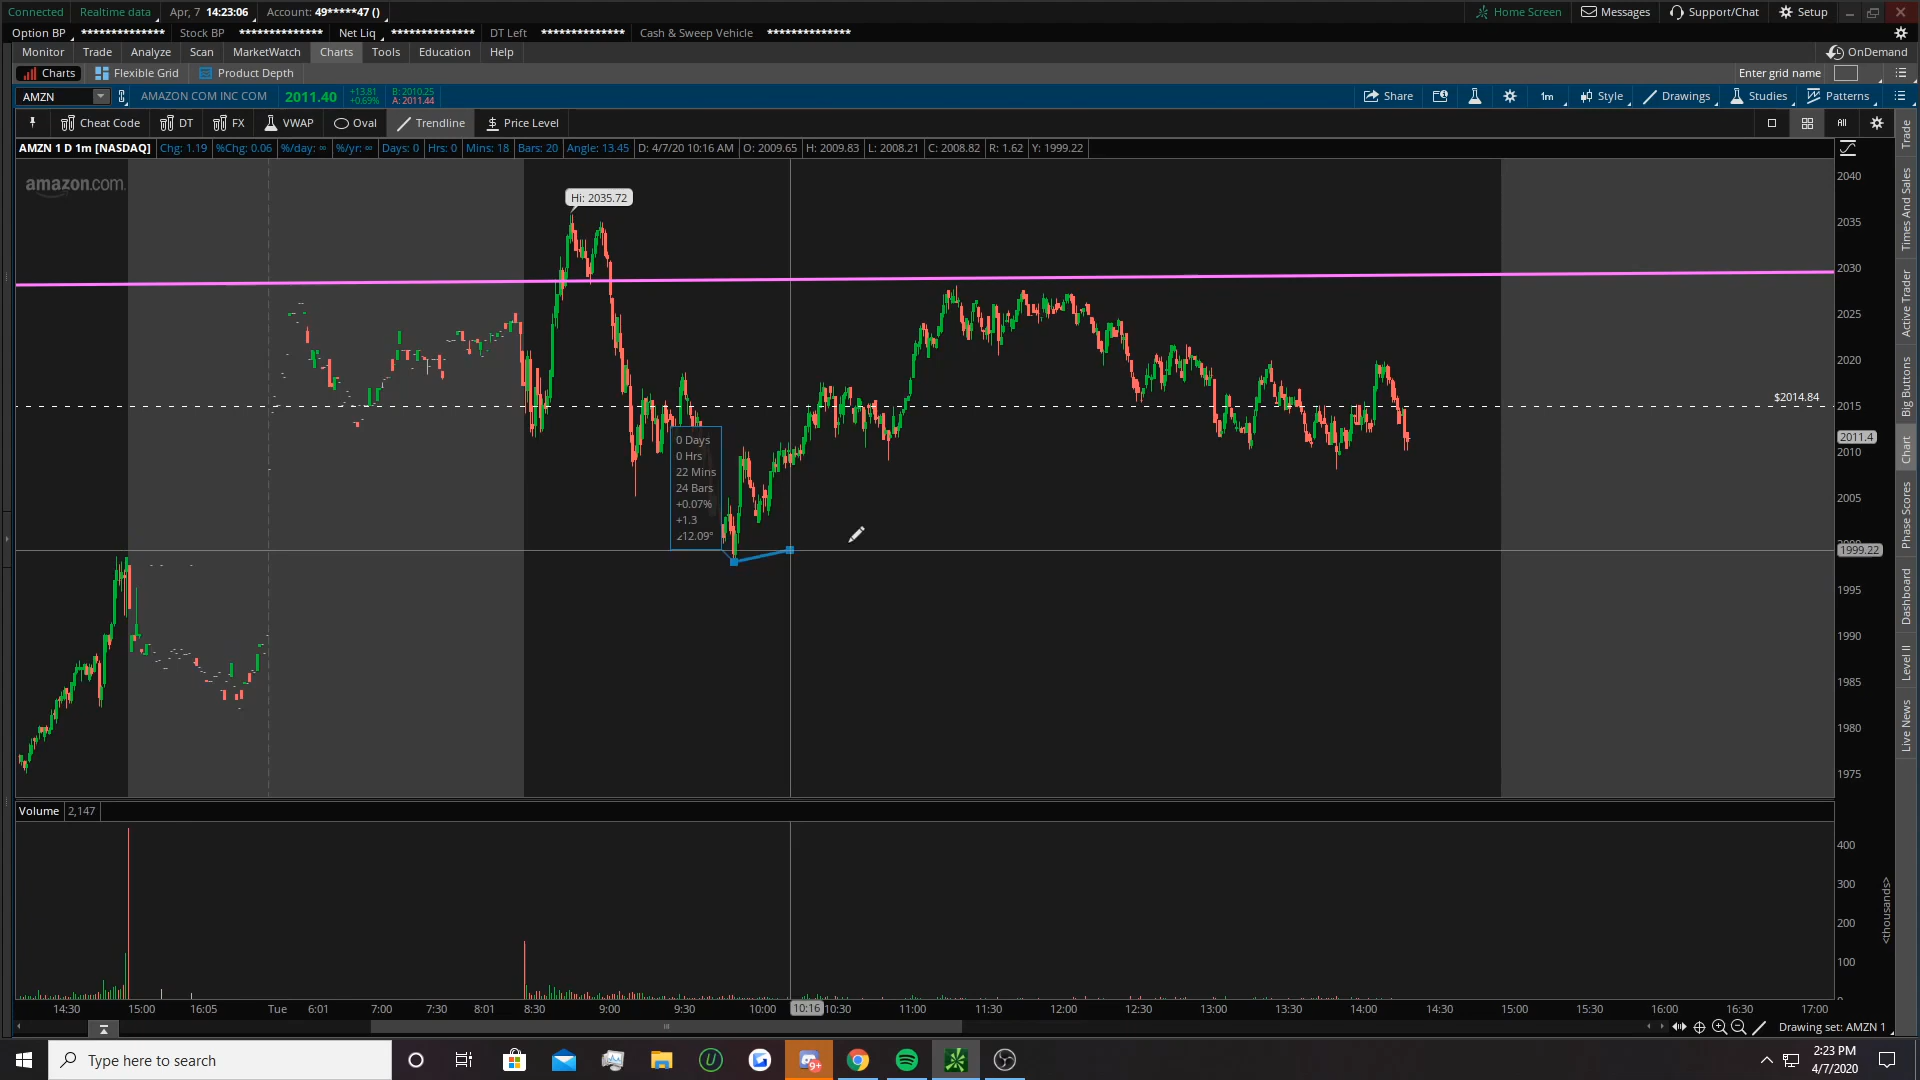 Connected Realtime data Apr, 7 14:23:06 Account: 49*****47 () Home Screen Messages Support/Chat Setup
Option BP ************** Stock BP ************** Net Liq ************** DT Left ************** Cash & Sweep Vehicle **************
Monitor Trade Analyze Scan MarketWatch Charts Tools Education Help OnDemand
Charts Flexible Grid Product Depth Enter grid name
AMZN AMAZON COM INC COM 2011.40 +13.81 +0.69% B: 2010.25 A: 2011.44 Share 1m Style Drawings Studies Patterns
Cheat Code DT FX VWAP Oval Trendline $ Price Level All
AMZN 1 D 1m [NASDAQ] Chg: 1.19 %Chg: 0.06 %/day: ∞ %/yr: ∞ Days: 0 Hrs: 0 Mins: 18 Bars: 20 Angle: 13.45 D: 4/7/20 10:16 AM O: 2009.65 H: 2009.83 L: 2008.21 C: 2008.82 R: 1.62 Y: 1999.22
amazon.com
Hi: 2035.72
2040
2035
2030
2025
2020
$2014.84
2015
2011.4
2010
2005
1999.22
1995
1990
1985
1980
1975
0 Days
0 Hrs
22 Mins
24 Bars
+0.07%
+1.3
∠12.09°
Trade
Times And Sales
Active Trader
Big Buttons
Chart
Phase Scores
Dashboard
Level II
Live News
Volume 2,147
400
300
200
100
<thousands>
14:30 15:00 16:05 Tue 6:01 7:00 7:30 8:01 8:30 9:00 9:30 10:00 10:16 10:30 11:00 11:30 12:00 12:30 13:00 13:30 14:00 14:30 15:00 15:30 16:00 16:30 17:00
Drawing set: AMZN 1
Type here to search
9+
2:23 PM
4/7/2020